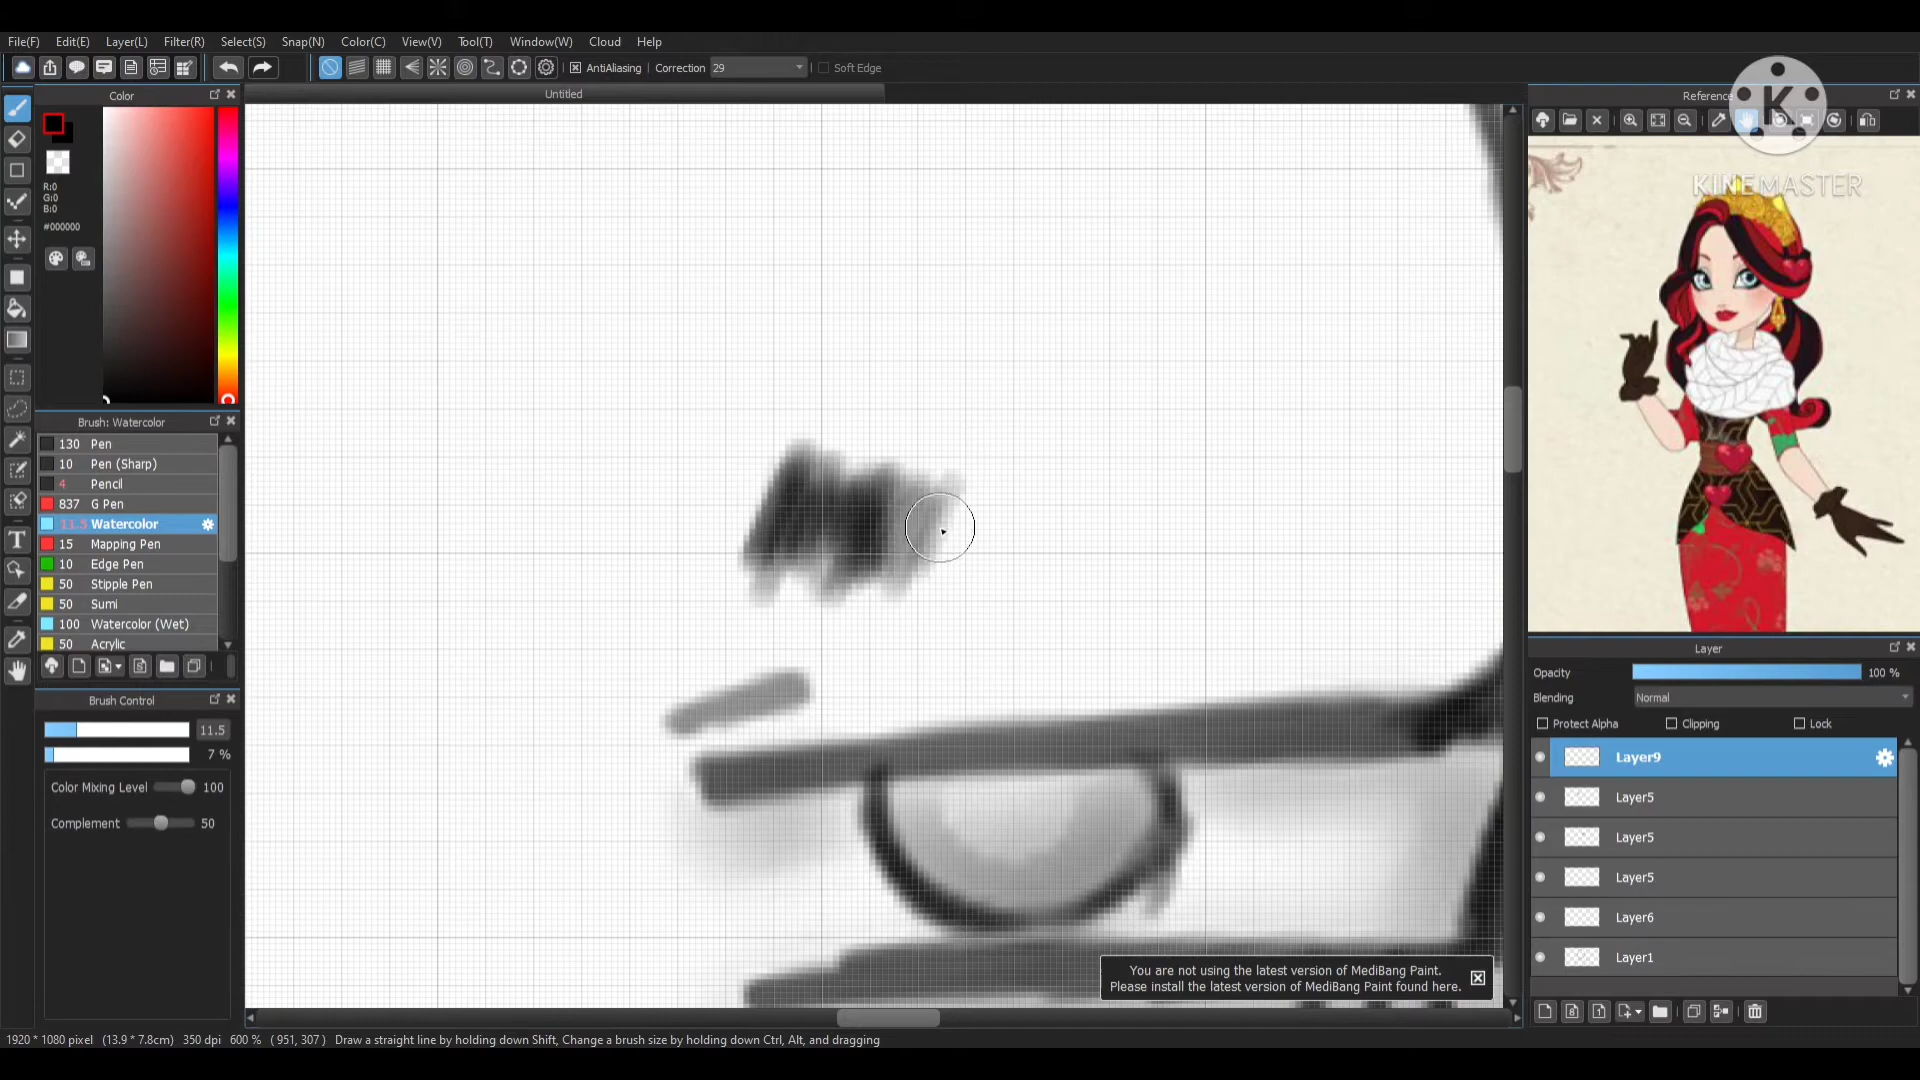 File(F) Edit(E) Layer(L) Filter(R) Select(S) Snap(N) Color(C) View(V) Tool(T) Window(W) Cloud Help
AntiAliasing Correction 29 Soft Edge
Color
Untitled
Reference
KINEMASTER
R:0
G:0
B:0
#000000
Brush: Watercolor
130 Pen
10 Pen (Sharp)
4 Pencil
837 G Pen
11.5 Watercolor
15 Mapping Pen
10 Edge Pen
50 Stipple Pen
50 Sumi
100 Watercolor (Wet)
50 Acrylic
Brush Control
11.5
7 %
Color Mixing Level 100
Complement 50
Layer
Opacity 100 %
Blending Normal
Protect Alpha Clipping Lock
Layer9
Layer5
Layer5
Layer5
Layer6
Layer1
You are not using the latest version of MediBang Paint.
Please install the latest version of MediBang Paint found here.
1920 * 1080 pixel (13.9 * 7.8cm) 350 dpi 600 % ( 951, 307 ) Draw a straight line by holding down Shift, Change a brush size by holding down Ctrl, Alt, and dragging